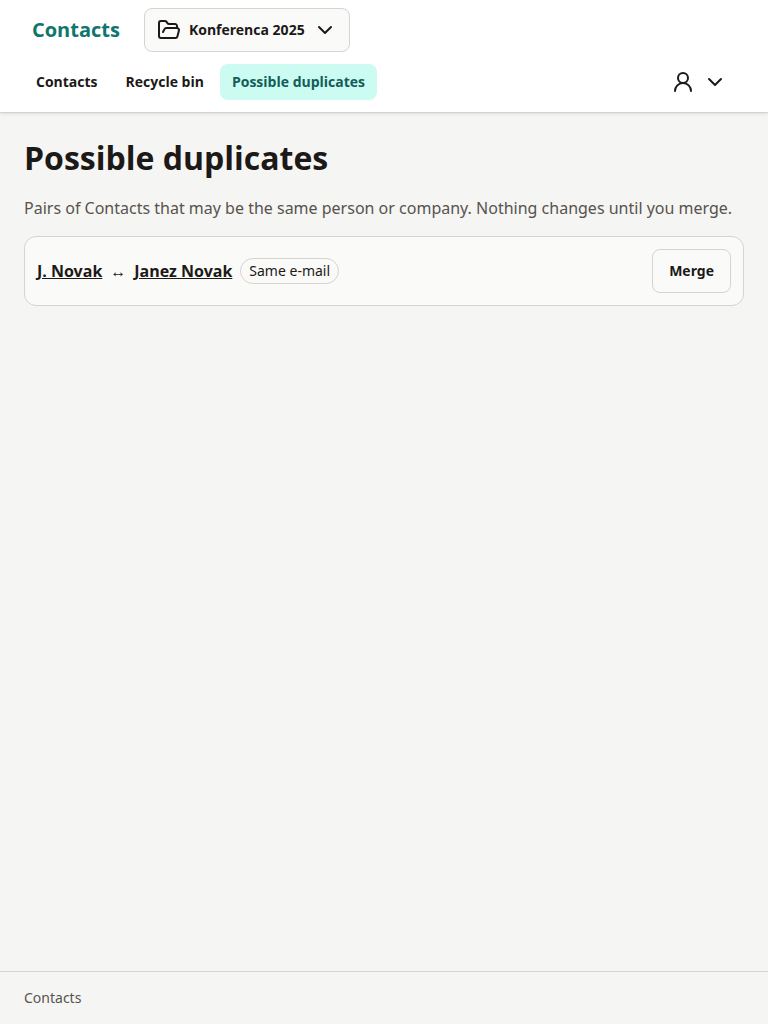 Contacts
Konferenca 2025
Contacts
Recycle bin
Possible duplicates
Possible duplicates
Pairs of Contacts that may be the same person or company. Nothing changes until you merge.
J. Novak ↔ Janez Novak Same e-mail
Merge
Contacts